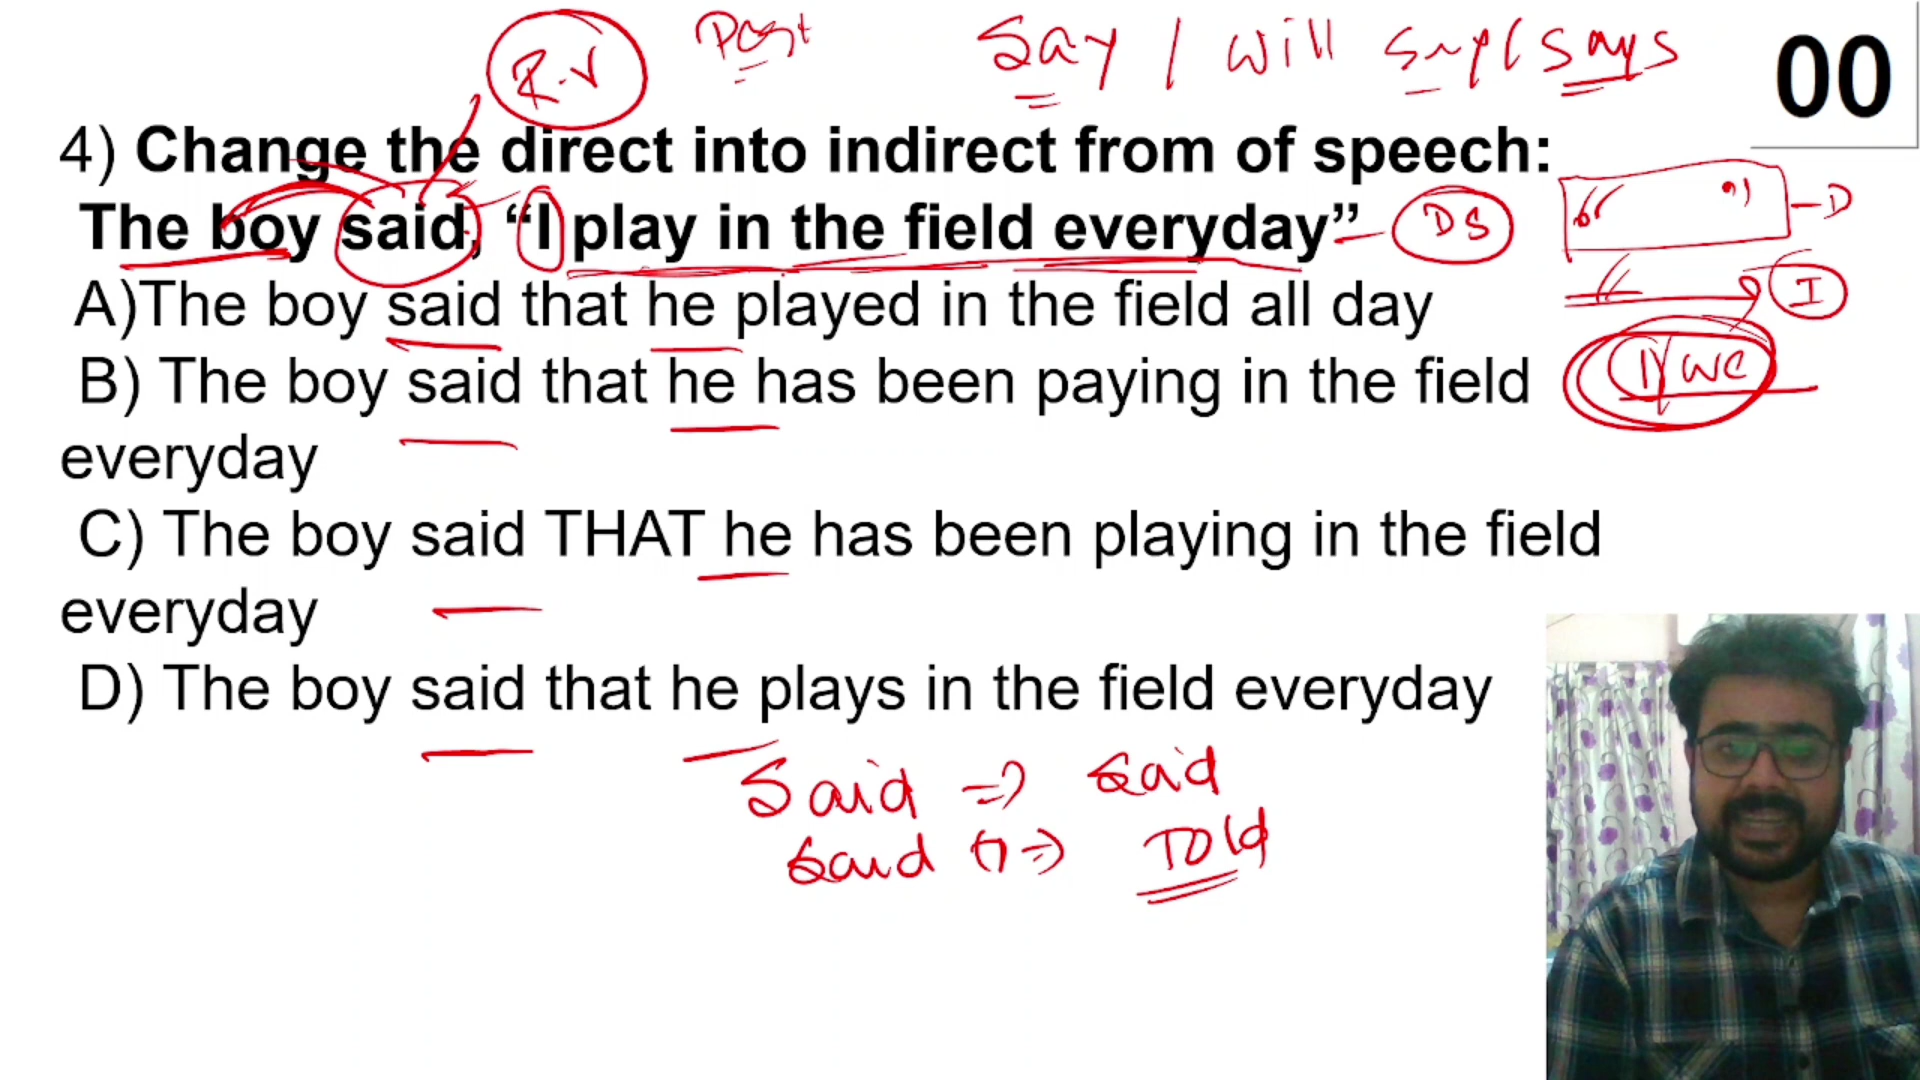 R.V Past Say / will say/says 00
4) Change the direct into indirect from of speech:
The boy said, “I play in the field everyday” DS “ ” D
A)The boy said that he played in the field all day I
B) The boy said that he has been paying in the field I/we
everyday
C) The boy said THAT he has been playing in the field
everyday
D) The boy said that he plays in the field everyday
Said => said
Said => Told